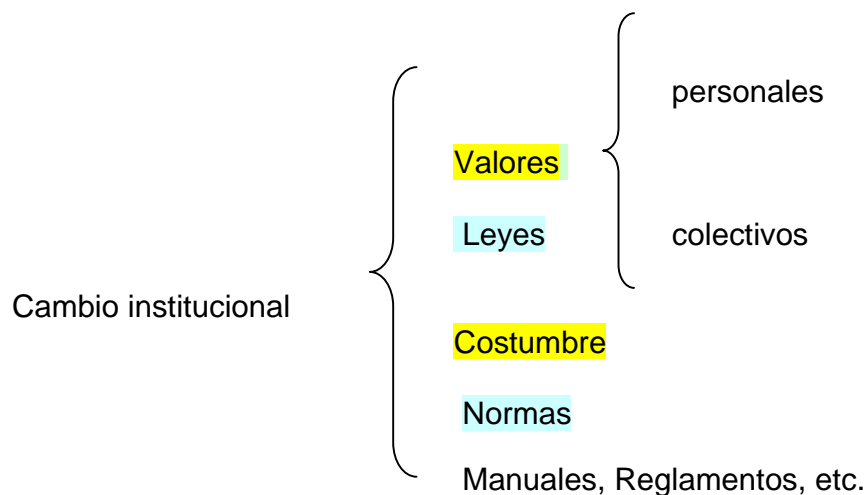 personales
Valores
Leyes
colectivos
Cambio institucional
Costumbre
Normas
Manuales, Reglamentos, etc.